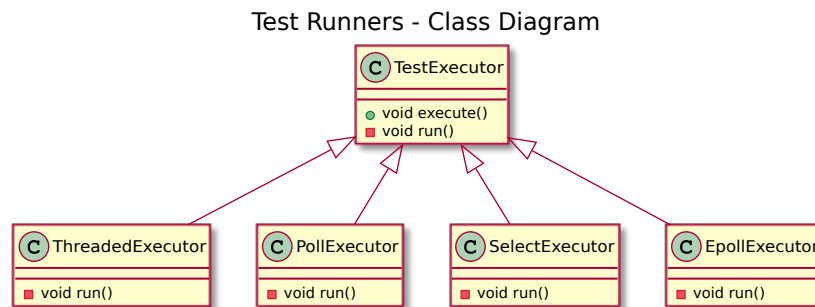 Test Runners - Class Diagram
C TestExecutor
void execute()
void run()
C ThreadedExecutor
void run()
C PollExecutor
void run()
C SelectExecutor
void run()
C EpollExecutor
void run()